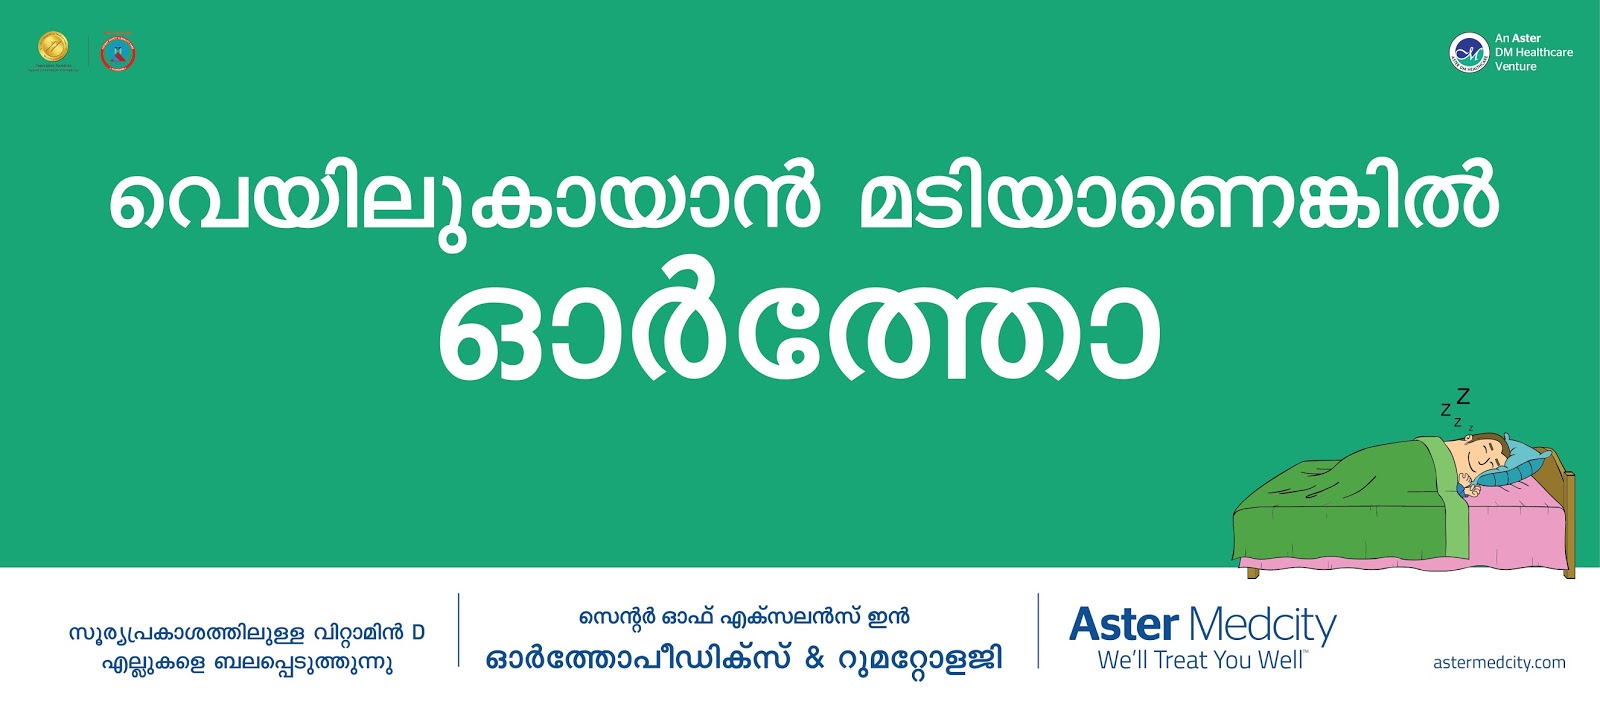 An Aster
DM Healthcare
Venture
വെയിലുകായാൻ മടിയാണെങ്കിൽ
ഓർത്തോ
z Z
z z
സൂര്യപ്രകാശത്തിലുള്ള വിറ്റാമിൻ D
എല്ലുകളെ ബലപ്പെടുത്തുന്നു
സെന്റർ ഓഫ് എക്സലൻസ് ഇൻ
ഓർത്തോപീഡിക്സ് & റുമറ്റോളജി
Aster Medcity
We'll Treat You Well™
astermedcity.com